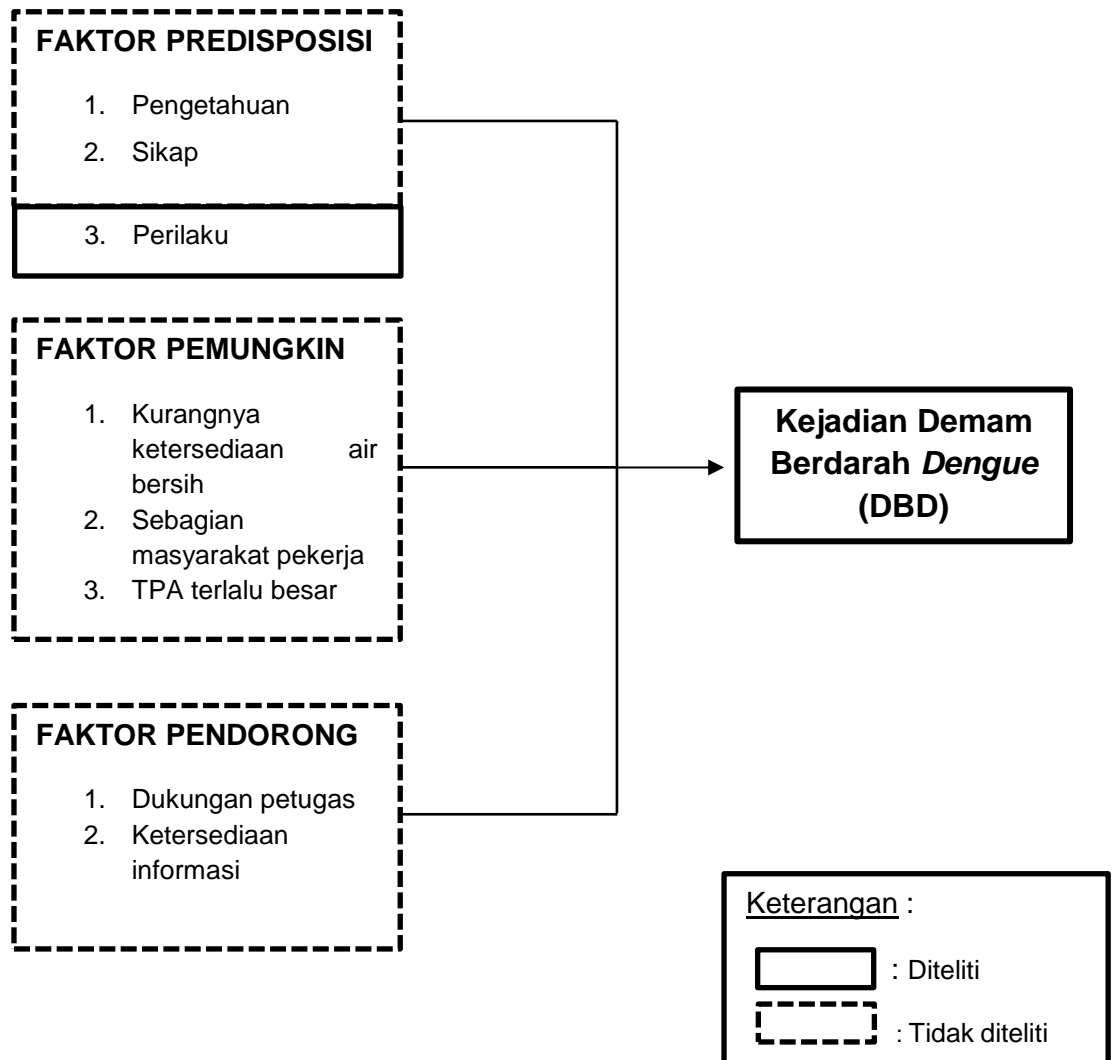 FAKTOR PREDISPOSISI
1. Pengetahuan
2. Sikap
3. Perilaku
FAKTOR PEMUNGKIN
1. Kurangnya
ketersediaan air
bersih
2. Sebagian
masyarakat pekerja
3. TPA terlalu besar
FAKTOR PENDORONG
1. Dukungan petugas
2. Ketersediaan
informasi
Kejadian Demam
Berdarah Dengue
(DBD)
Keterangan :
: Diteliti
: Tidak diteliti